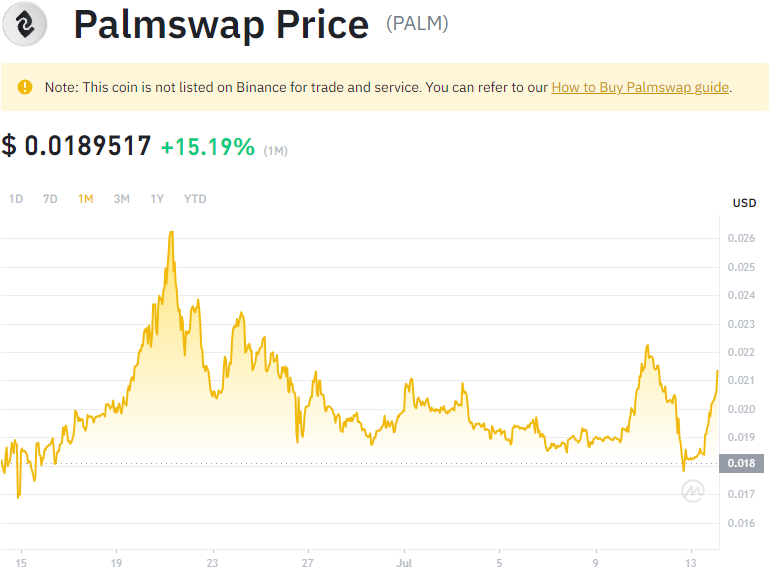 Palmswap Price (PALM)
Note: This coin is not listed on Binance for trade and service. You can refer to our How to Buy Palmswap guide.
$ 0.0189517 +15.19% (1M)
1D 7D 1M 3M 1Y YTD
USD
0.026
0.025
0.024
0.023
0.022
0.021
0.020
0.019
0.018
0.017
0.016
15 19 23 27 Jul 5 9 13